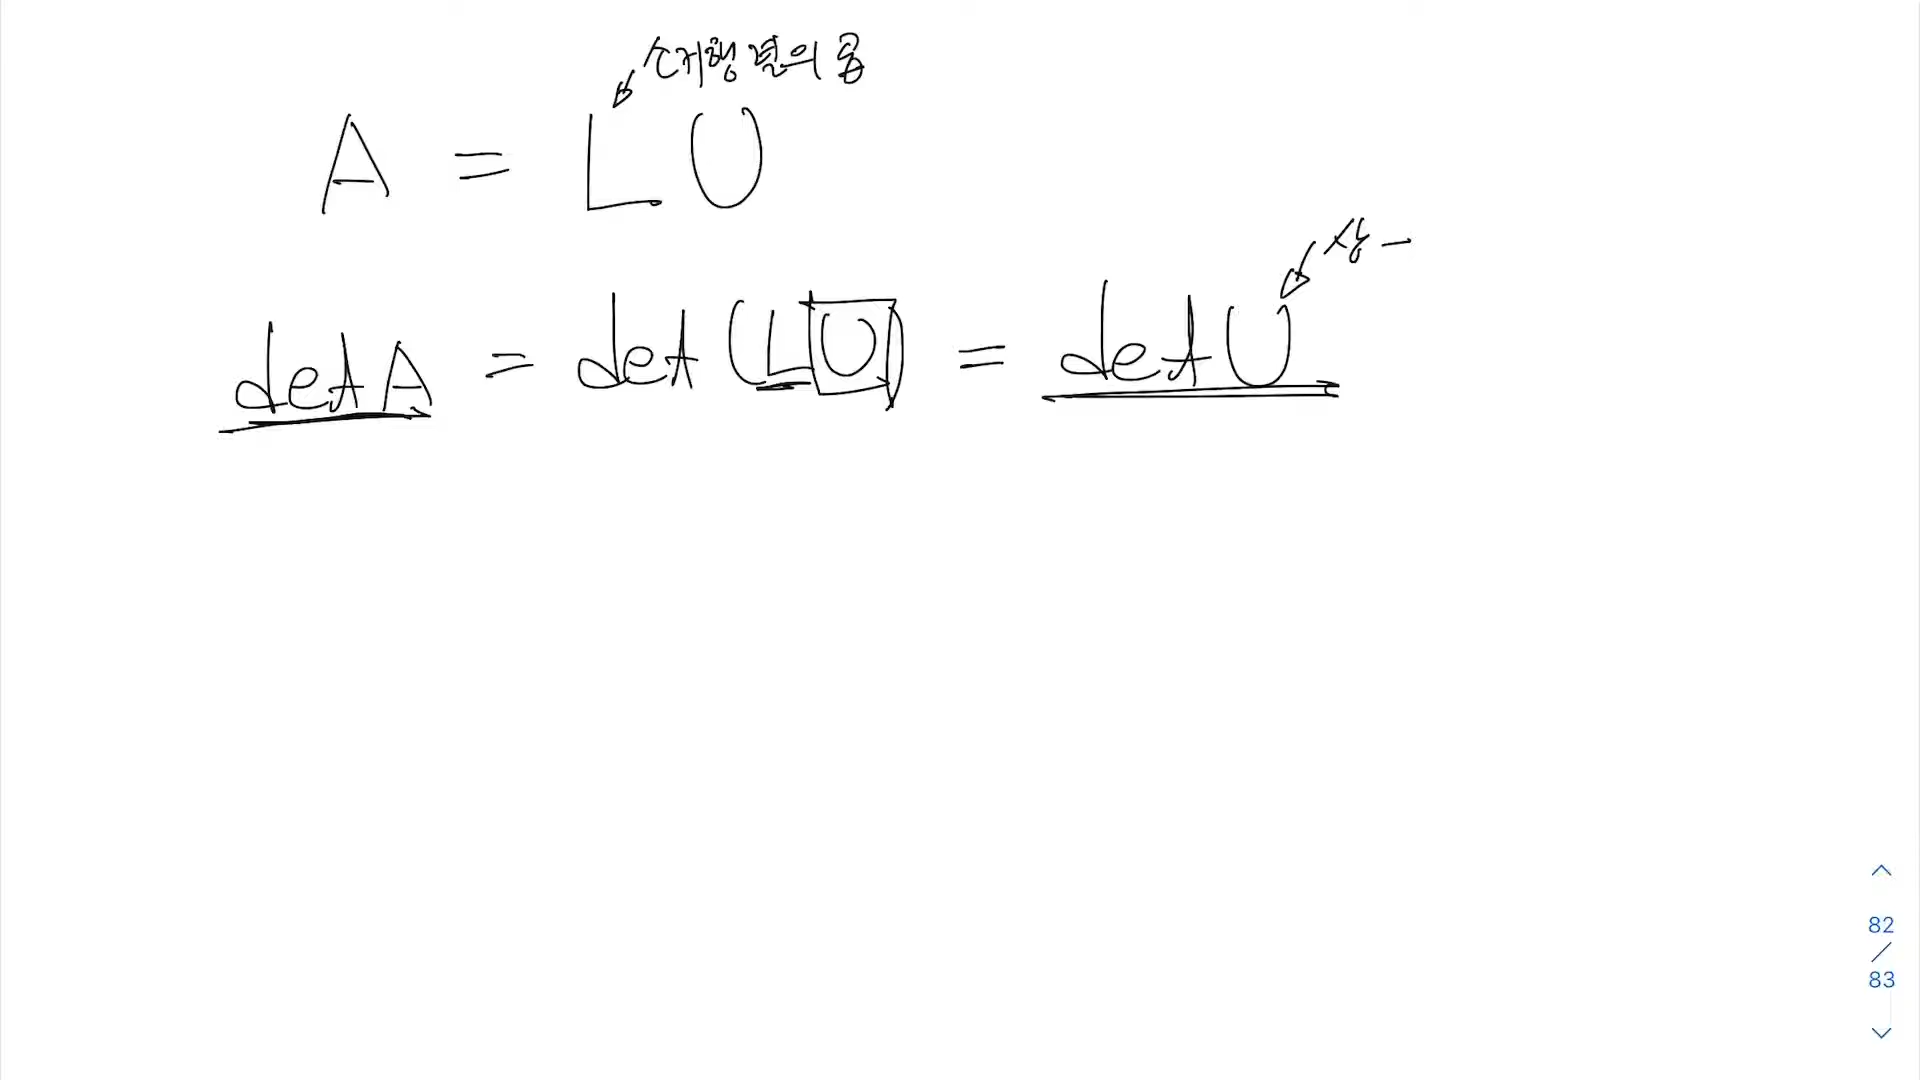 소거행렬의 곱
A = LU
상
det A = det (LU) = det U
82
/
83